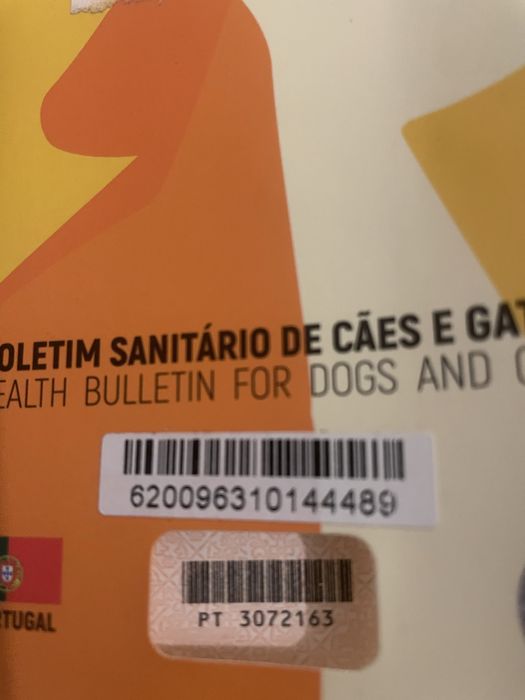 OLETIM SANITÁRIO DE CÃES E GAT
EALTH BULLETIN FOR DOGS AND C
620096310144489
PT 3072163
RTUGAL